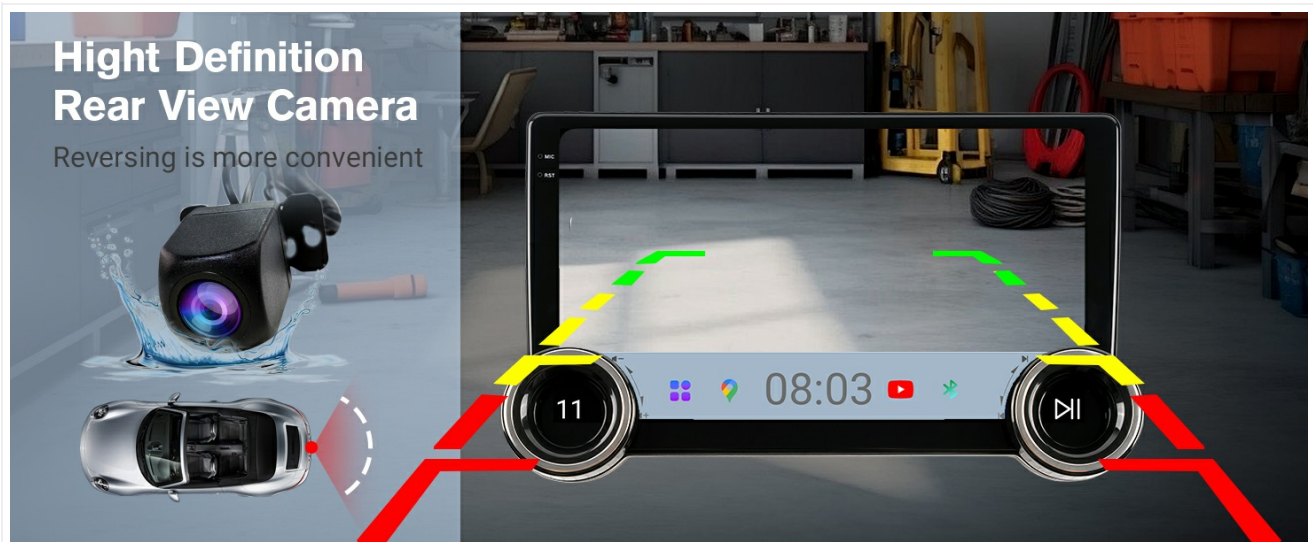 Hight Definition
Rear View Camera
Reversing is more convenient
MIC
RST
08:03
11